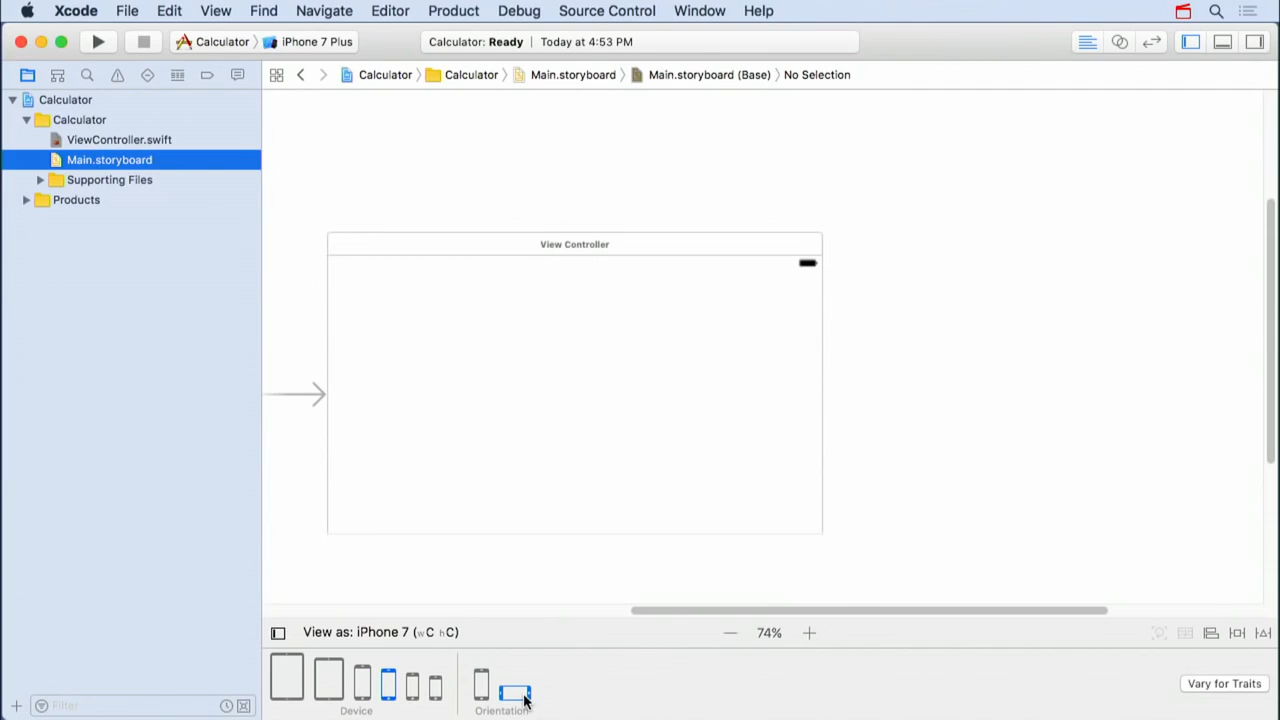 Xcode File Edit View Find Navigate Editor Product Debug Source Control Window Help
Calculator iPhone 7 Plus Calculator: Ready Today at 4:53 PM
Calculator Calculator Main.storyboard Main.storyboard (Base) No Selection
Calculator
Calculator
ViewController.swift
Main.storyboard
Supporting Files
Products
View Controller
View as: iPhone 7 (wC hC) 74%
Vary for Traits
Filter
Device Orientation